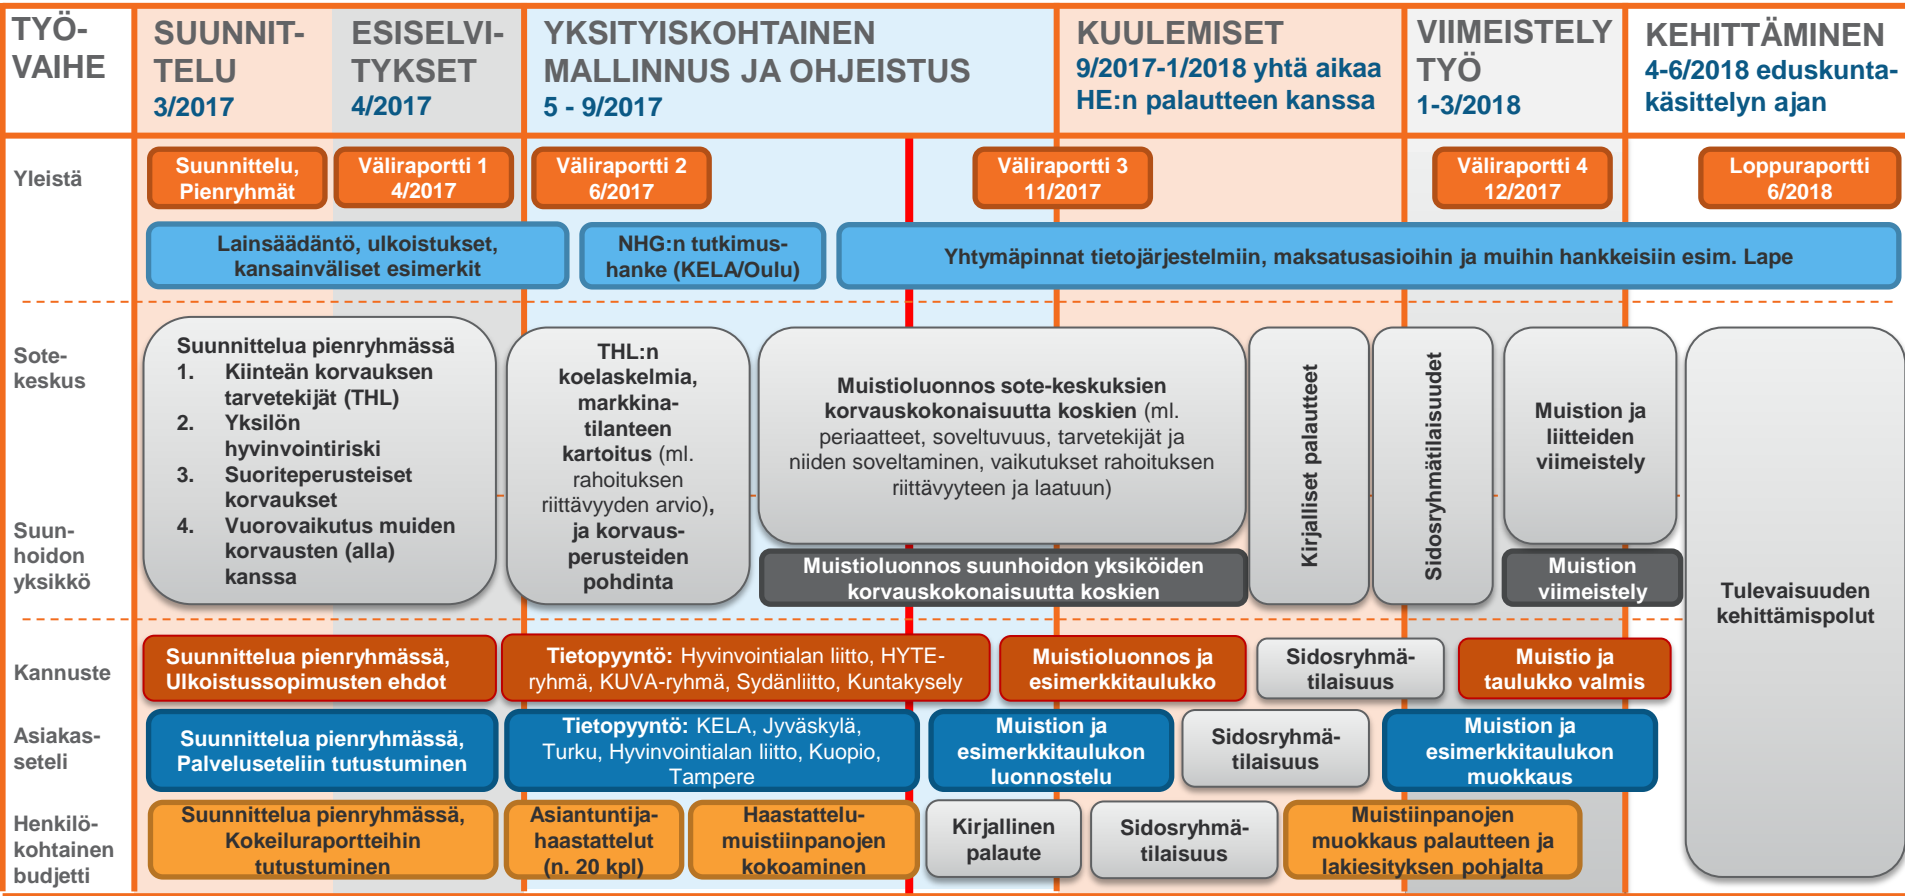 TYÖ-
VAIHE
SUUNNIT-
TELU
3/2017
ESISELVI-
TYKSET
4/2017
YKSITYISKOHTAINEN
MALLINNUS JA OHJEISTUS
5 - 9/2017
KUULEMISET
9/2017-1/2018 yhtä aikaa
HE:n palautteen kanssa
VIIMEISTELY
TYÖ
1-3/2018
KEHITTÄMINEN
4-6/2018 eduskunta-
käsittelyn ajan
Yleistä
Suunnittelu,
Pienryhmät
Väliraportti 1
4/2017
Väliraportti 2
6/2017
Väliraportti 3
11/2017
Väliraportti 4
12/2017
Loppuraportti
6/2018
Lainsäädäntö, ulkoistukset,
kansainväliset esimerkit
NHG:n tutkimus-
hanke (KELA/Oulu)
Yhtymäpinnat tietojärjestelmiin, maksatusasioihin ja muihin hankkeisiin esim. Lape
Sote-
keskus
Suunnittelua pienryhmässä
1. Kiinteän korvauksen
tarvetekijät (THL)
2. Yksilön
hyvinvointiriski
3. Suoriteperusteiset
korvaukset
4. Vuorovaikutus muiden
korvausten (alla)
kanssa
THL:n
koelaskelmia,
markkina-
tilanteen
kartoitus (ml.
rahoituksen
riittävyyden arvio),
ja korvaus-
perusteiden
pohdinta
Muistioluonnos sote-keskuksien
korvauskokonaisuutta koskien (ml.
periaatteet, soveltuvuus, tarvetekijät ja
niiden soveltaminen, vaikutukset rahoituksen
riittävyyteen ja laatuun)
Kirjalliset palautteet
Sidosryhmätilaisuudet
Muistion ja
liitteiden
viimeistely
Tulevaisuuden
kehittämispolut
Suun-
hoidon
yksikkö
Muistioluonnos suunhoidon yksiköiden
korvauskokonaisuutta koskien
Muistion
viimeistely
Kannuste
Suunnittelua pienryhmässä,
Ulkoistussopimusten ehdot
Tietopyyntö: Hyvinvointialan liitto, HYTE-
ryhmä, KUVA-ryhmä, Sydänliitto, Kuntakysely
Muistioluonnos ja
esimerkkitaulukko
Sidosryhmä-
tilaisuus
Muistio ja
taulukko valmis
Asiakas-
seteli
Suunnittelua pienryhmässä,
Palveluseteliin tutustuminen
Tietopyyntö: KELA, Jyväskylä,
Turku, Hyvinvointialan liitto, Kuopio,
Tampere
Muistion ja
esimerkkitaulukon
luonnostelu
Sidosryhmä-
tilaisuus
Muistion ja
esimerkkitaulukon
muokkaus
Henkilö-
kohtainen
budjetti
Suunnittelua pienryhmässä,
Kokeiluraportteihin
tutustuminen
Asiantuntija-
haastattelut
(n. 20 kpl)
Haastattelu-
muistiinpanojen
kokoaminen
Kirjallinen
palaute
Sidosryhmä-
tilaisuus
Muistiinpanojen
muokkaus palautteen ja
lakiesityksen pohjalta